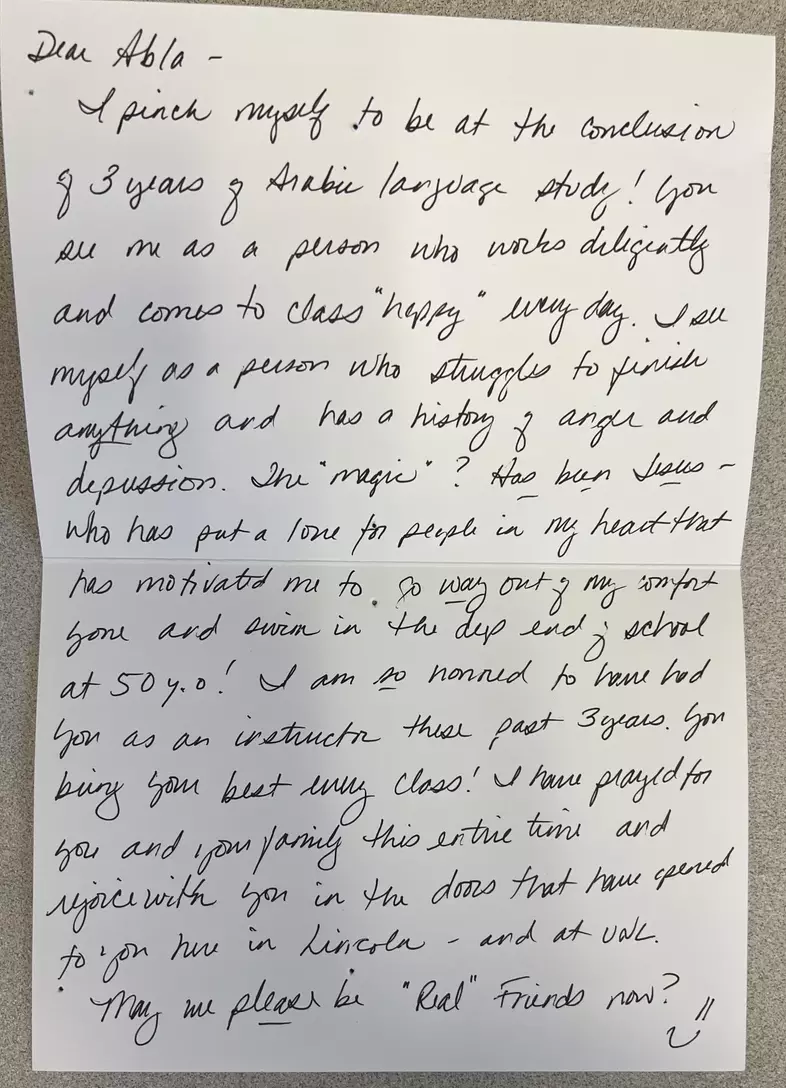 Dear Abla -
I pinch myself to be at the conclusion
of 3 years of Arabic language study! You
see me as a person who works diligently
and comes to class "happy" every day. I see
myself as a person who struggles to finish
anything and has a history of anger and
depression. The "magic"? Has been Jesus -
who has put a love for people in my heart that
has motivated me to go way out of my comfort
zone and swim in the deep end of school
at 50 y.o! I am so honored to have had
you as an instructor these past 3 years. You
bring your best every class! I have prayed for
you and your family this entire time and
rejoice with you in the doors that have opened
to you here in Lincoln - and at UNL.
May we please be "Real" Friends now?